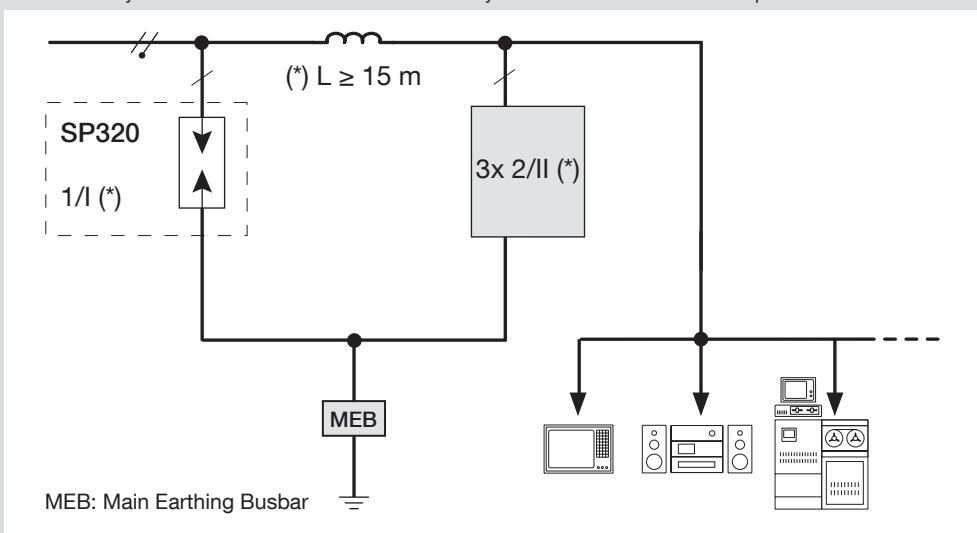 (*) L ≥ 15 m
SP320
1/I (*)
3x 2/II (*)
MEB
MEB: Main Earthing Busbar